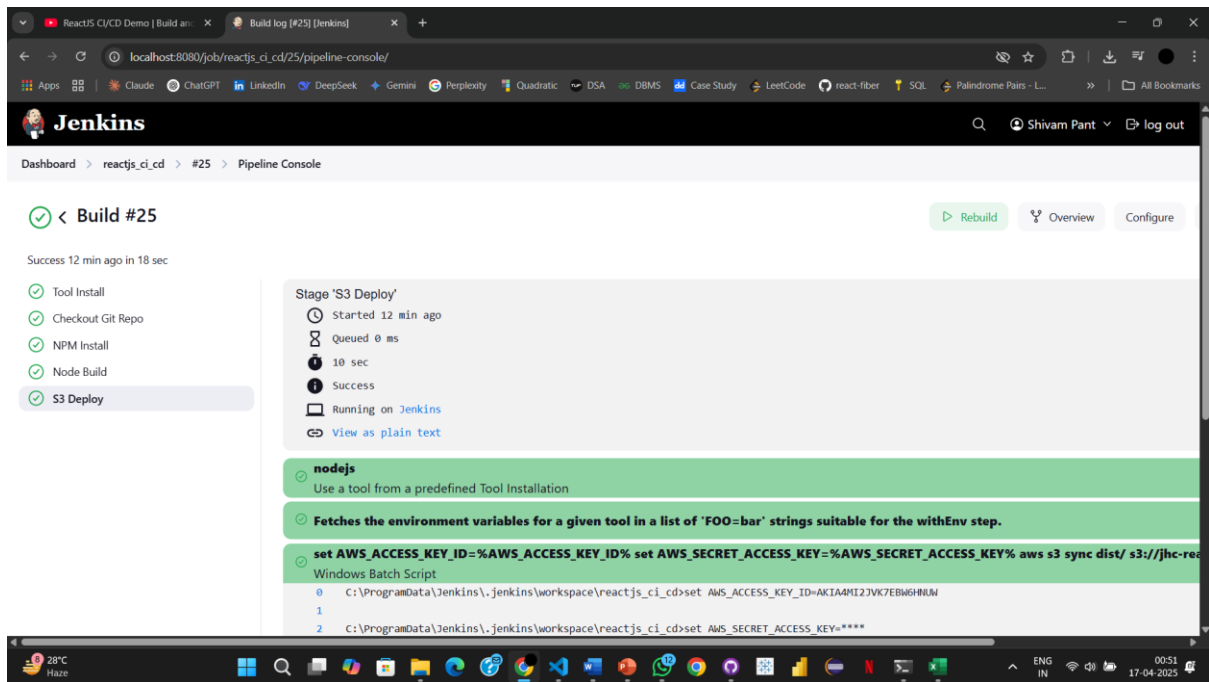 ReactJS CI/CD Demo | Build anc
Build log [#25] [Jenkins]
localhost:8080/job/reactjs_ci_cd/25/pipeline-console/
Apps
Claude
ChatGPT
LinkedIn
DeepSeek
Gemini
Perplexity
Quadratic
DSA
DBMS
Case Study
LeetCode
react-fiber
SQL
Palindrome Pairs - L...
All Bookmarks
Jenkins
Shivam Pant
log out
Dashboard > reactjs_ci_cd > #25 > Pipeline Console
Build #25
Rebuild
Overview
Configure
Success 12 min ago in 18 sec
Tool Install
Checkout Git Repo
NPM Install
Node Build
S3 Deploy
Stage 'S3 Deploy'
Started 12 min ago
Queued 0 ms
10 sec
Success
Running on Jenkins
View as plain text
nodejs
Use a tool from a predefined Tool Installation
Fetches the environment variables for a given tool in a list of 'FOO=bar' strings suitable for the withEnv step.
set AWS_ACCESS_KEY_ID=%AWS_ACCESS_KEY_ID% set AWS_SECRET_ACCESS_KEY=%AWS_SECRET_ACCESS_KEY% aws s3 sync dist/ s3://jhc-rea
Windows Batch Script
0 C:\ProgramData\Jenkins\.jenkins\workspace\reactjs_ci_cd>set AWS_ACCESS_KEY_ID=AKIA4MI2JVK7EBW6HNUW
1
2 C:\ProgramData\Jenkins\.jenkins\workspace\reactjs_ci_cd>set AWS_SECRET_ACCESS_KEY=****
8
28°C
Haze
12
ENG
IN
00:51
17-04-2025